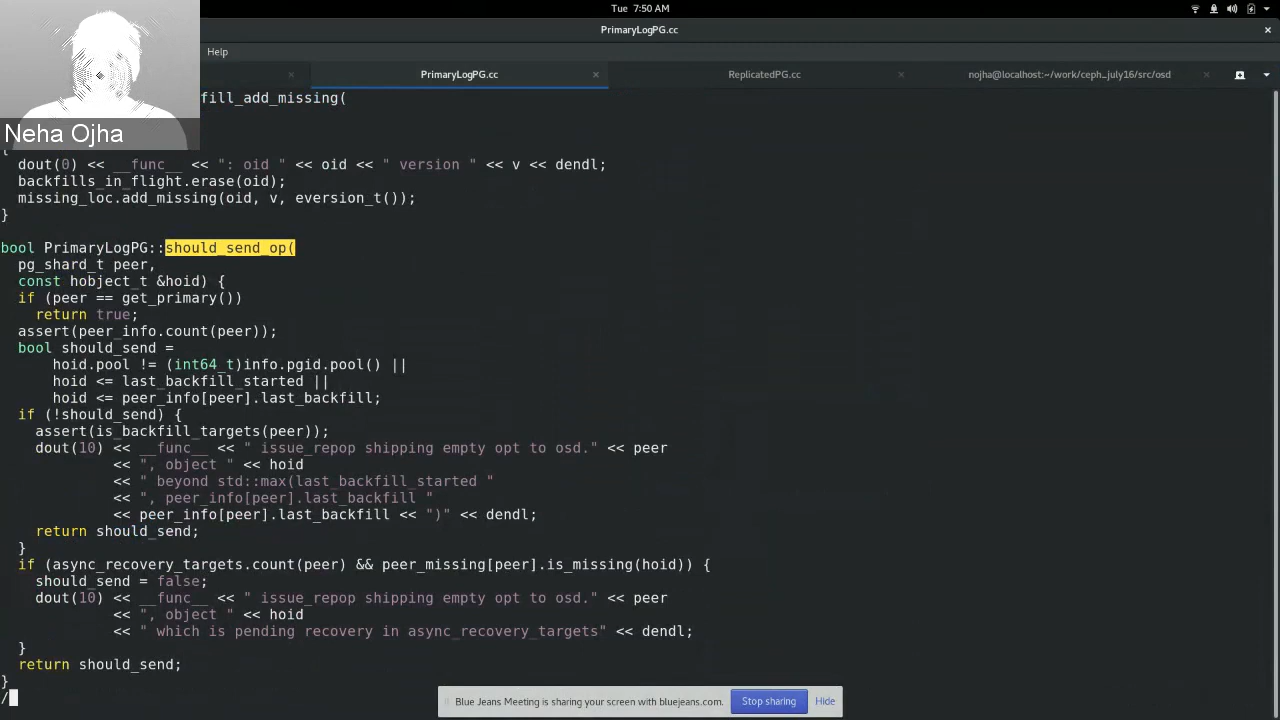 Tue 7:50 AM
PrimaryLogPG.cc
Help
PrimaryLogPG.cc
ReplicatedPG.cc
nojha@localhost:~/work/ceph_july16/src/osd
Neha Ojha
fill_add_missing(
{
dout(0) << __func__ << ": oid " << oid << " version " << v << dendl;
backfills_in_flight.erase(oid);
missing_loc.add_missing(oid, v, eversion_t());
}
bool PrimaryLogPG::should_send_op(
pg_shard_t peer,
const hobject_t &hoid) {
if (peer == get_primary())
return true;
assert(peer_info.count(peer));
bool should_send =
hoid.pool != (int64_t)info.pgid.pool() ||
hoid <= last_backfill_started ||
hoid <= peer_info[peer].last_backfill;
if (!should_send) {
assert(is_backfill_targets(peer));
dout(10) << __func__ << " issue_repop shipping empty opt to osd." << peer
<< ", object " << hoid
<< " beyond std::max(last_backfill_started "
<< ", peer_info[peer].last_backfill "
<< peer_info[peer].last_backfill << ")" << dendl;
return should_send;
}
if (async_recovery_targets.count(peer) && peer_missing[peer].is_missing(hoid)) {
should_send = false;
dout(10) << __func__ << " issue_repop shipping empty opt to osd." << peer
<< ", object " << hoid
<< " which is pending recovery in async_recovery_targets" << dendl;
}
return should_send;
}
/
Blue Jeans Meeting is sharing your screen with bluejeans.com.
Stop sharing
Hide